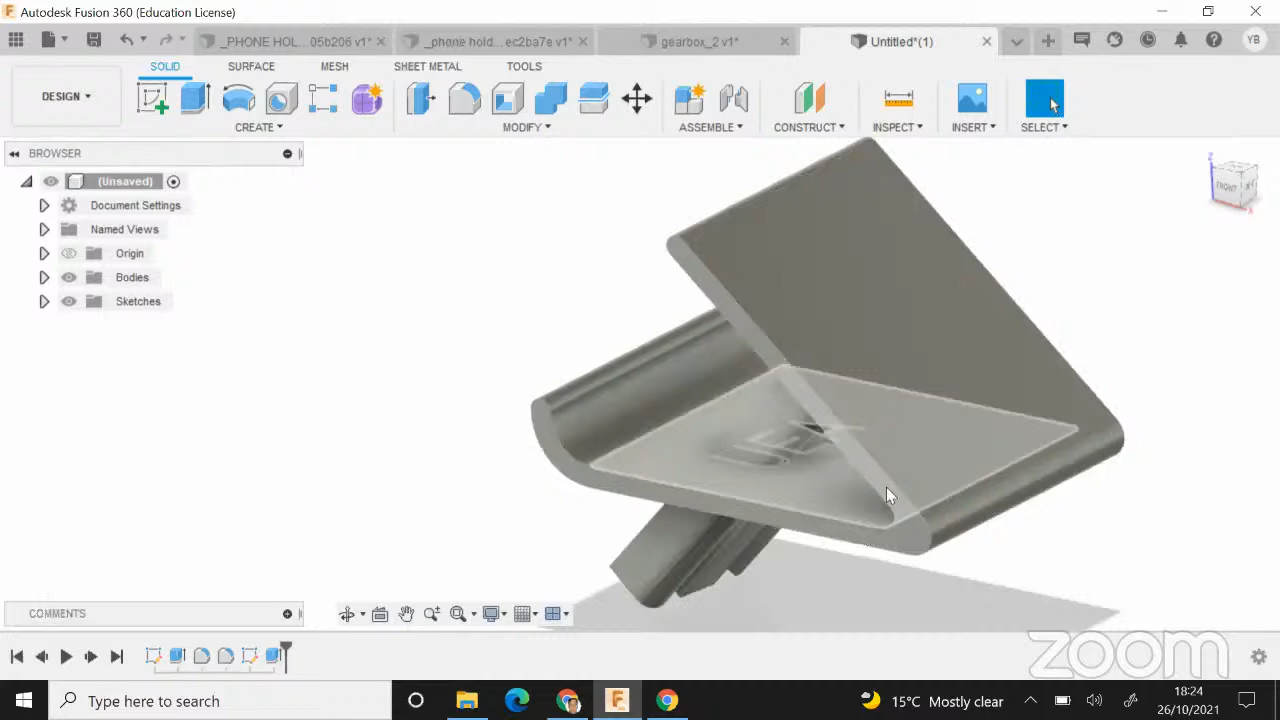 Autodesk Fusion 360 (Education License)
_PHONE HOL...05b206 v1*
_phone hold...ec2ba7e v1*
gearbox_2 v1*
Untitled*(1)
YB
SOLID
SURFACE
MESH
SHEET METAL
TOOLS
DESIGN
CREATE
MODIFY
ASSEMBLE
CONSTRUCT
INSPECT
INSERT
SELECT
BROWSER
(Unsaved)
Document Settings
Named Views
Origin
Bodies
Sketches
Z
FRONT
X
COMMENTS
zoom
Type here to search
15°C Mostly clear
18:24
26/10/2021